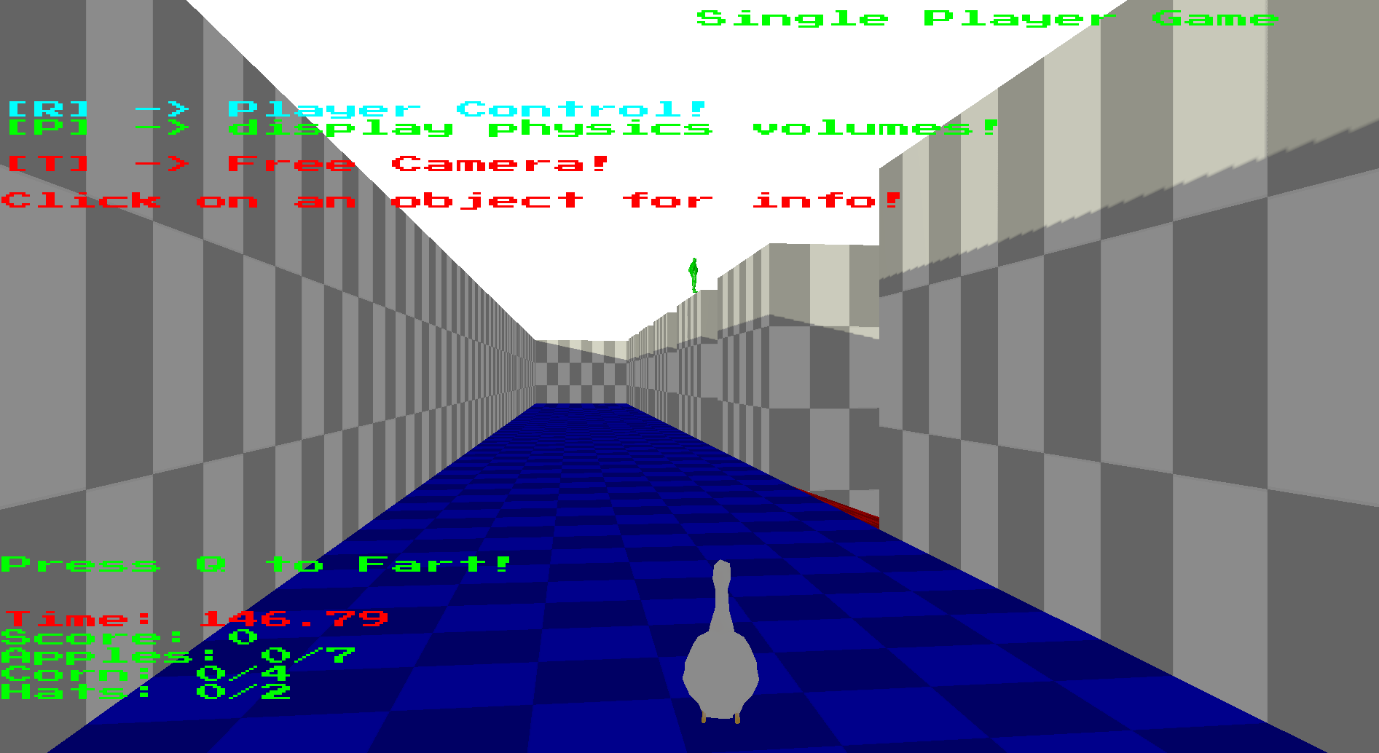 Single Player Game
[R] -> Player Control!
[P] -> display physics volumes!
[T] -> Free Camera!
Click on an object for info!
Press Q to Fart!
Time: 146.79
Score: 0
Apples: 0/7
Corn: 0/4
Hats: 0/2